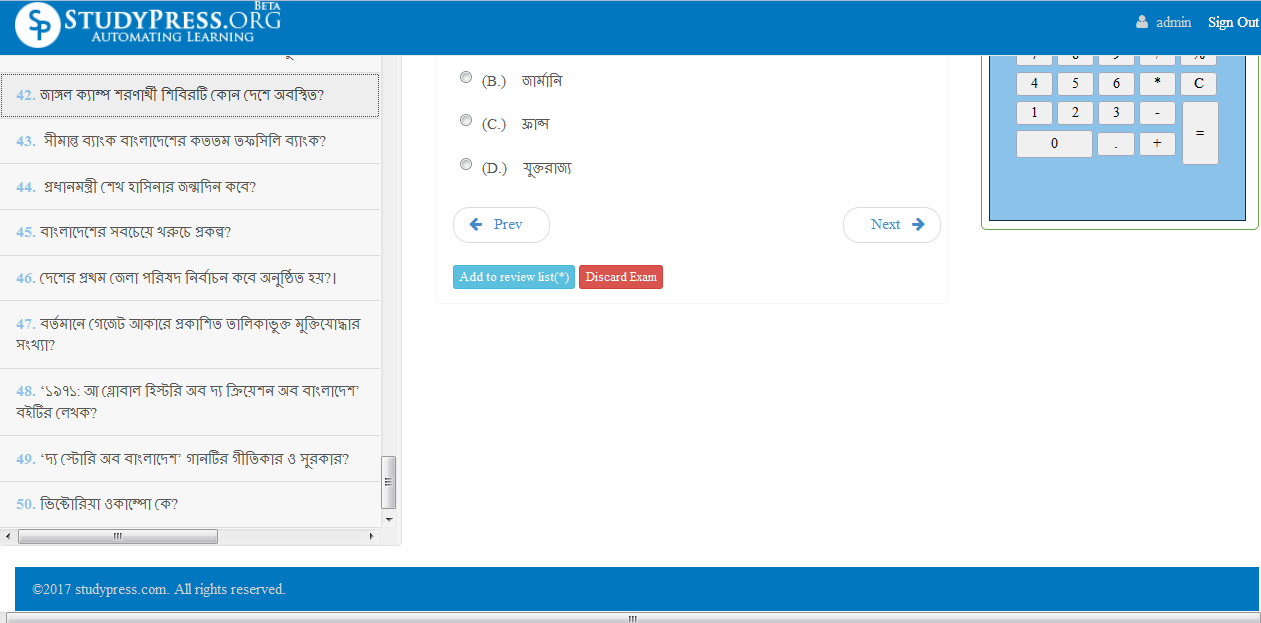 BETA
STUDYPRESS.ORG
AUTOMATING LEARNING
admin Sign Out
42. জাঙ্গল ক্যাম্প শরণার্থী শিবিরটি কোন দেশে অবস্থিত?
43. সীমান্ত ব্যাংক বাংলাদেশের কততম তফসিলি ব্যাংক?
44. প্রধানমন্ত্রী শেখ হাসিনার জন্মদিন কবে?
45. বাংলাদেশের সবচেয়ে খরুচে প্রকল্প?
46. দেশের প্রথম জেলা পরিষদ নির্বাচন কবে অনুষ্ঠিত হয়?।
47. বর্তমানে গেজেট আকারে প্রকাশিত তালিকাভুক্ত মুক্তিযোদ্ধার
সংখ্যা?
48. ‘১৯৭১: আ গ্লোবাল হিস্টরি অব দ্য ক্রিয়েশন অব বাংলাদেশ’
বইটির লেখক?
49. ‘দ্য স্টোরি অব বাংলাদেশ’ গানটির গীতিকার ও সুরকার?
50. ভিক্টোরিয়া ওকাম্পো কে?
(B.) জার্মানি
(C.) ফ্রান্স
(D.) যুক্তরাজ্য
Prev Next
Add to review list(*) Discard Exam
4 5 6 * C
1 2 3 - =
0 . +
©2017 studypress.com. All rights reserved.